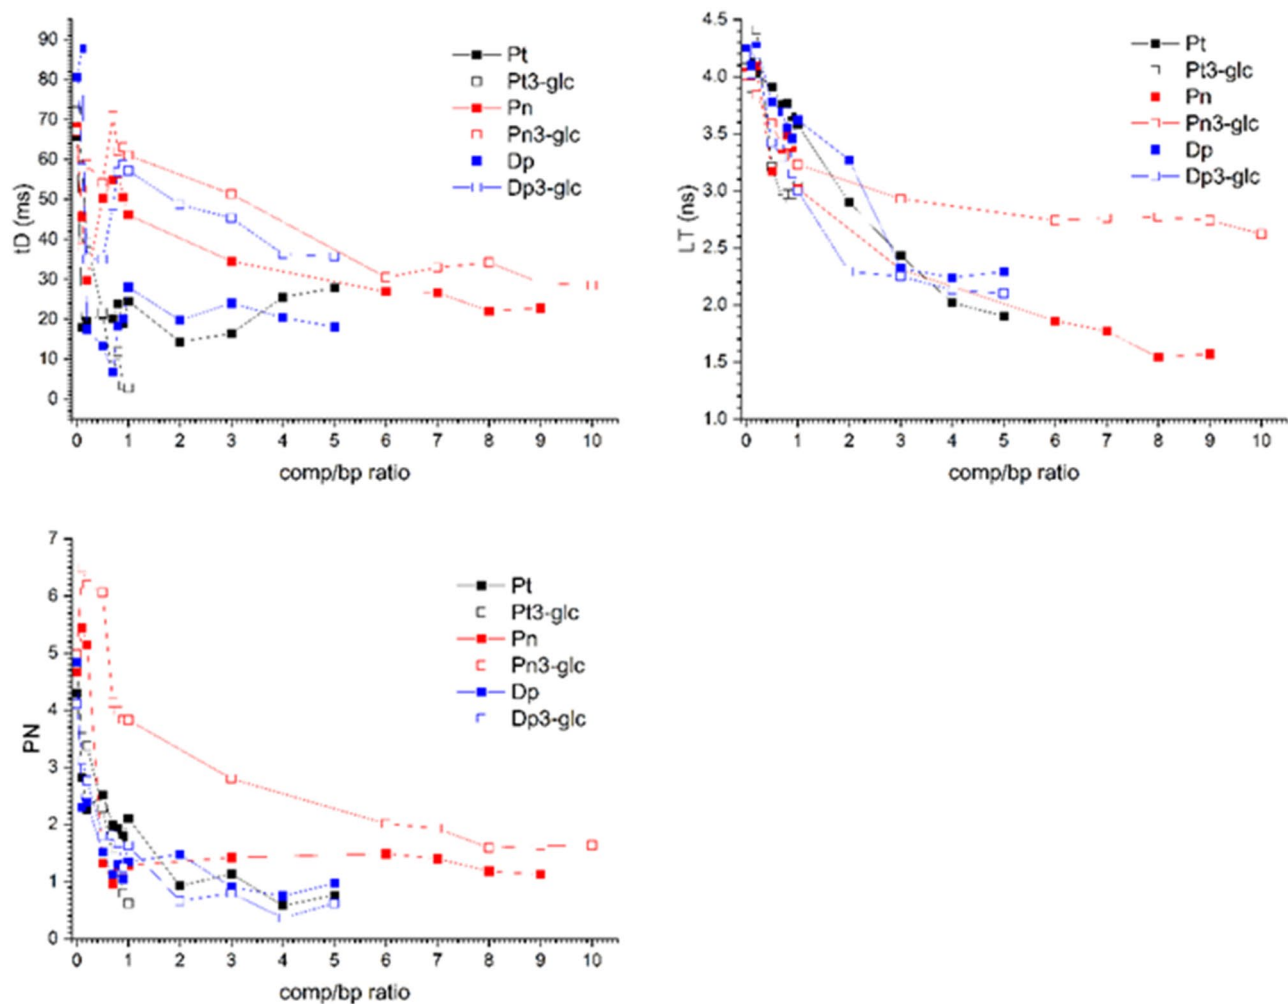 90
80
70
60
50
40
30
20
10
0
tD (ms)
0 1 2 3 4 5 6 7 8 9 10
comp/bp ratio
Pt
Pt3-glc
Pn
Pn3-glc
Dp
Dp3-glc
4.5
4.0
3.5
3.0
2.5
2.0
1.5
1.0
LT (ns)
0 1 2 3 4 5 6 7 8 9 10
comp/bp ratio
Pt
Pt3-glc
Pn
Pn3-glc
Dp
Dp3-glc
7
6
5
4
3
2
1
0
PN
0 1 2 3 4 5 6 7 8 9 10
comp/bp ratio
Pt
Pt3-glc
Pn
Pn3-glc
Dp
Dp3-glc